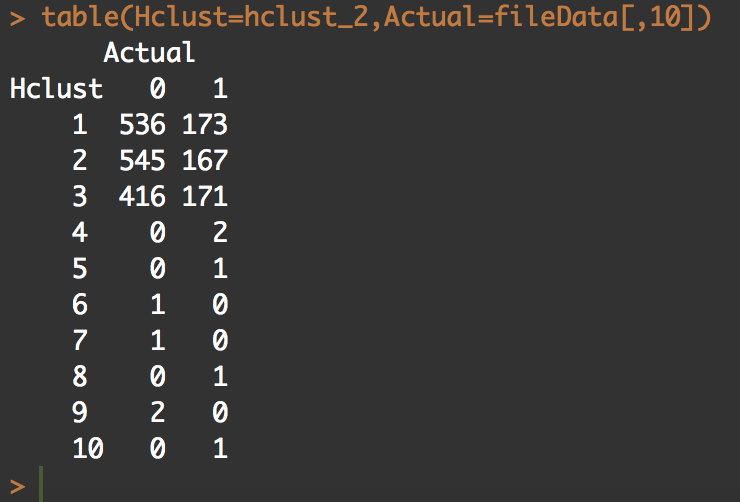 > table(Hclust=hclust_2,Actual=fileData[,10])
      Actual
Hclust   0   1
    1  536 173
    2  545 167
    3  416 171
    4    0   2
    5    0   1
    6    1   0
    7    1   0
    8    0   1
    9    2   0
    10   0   1
>